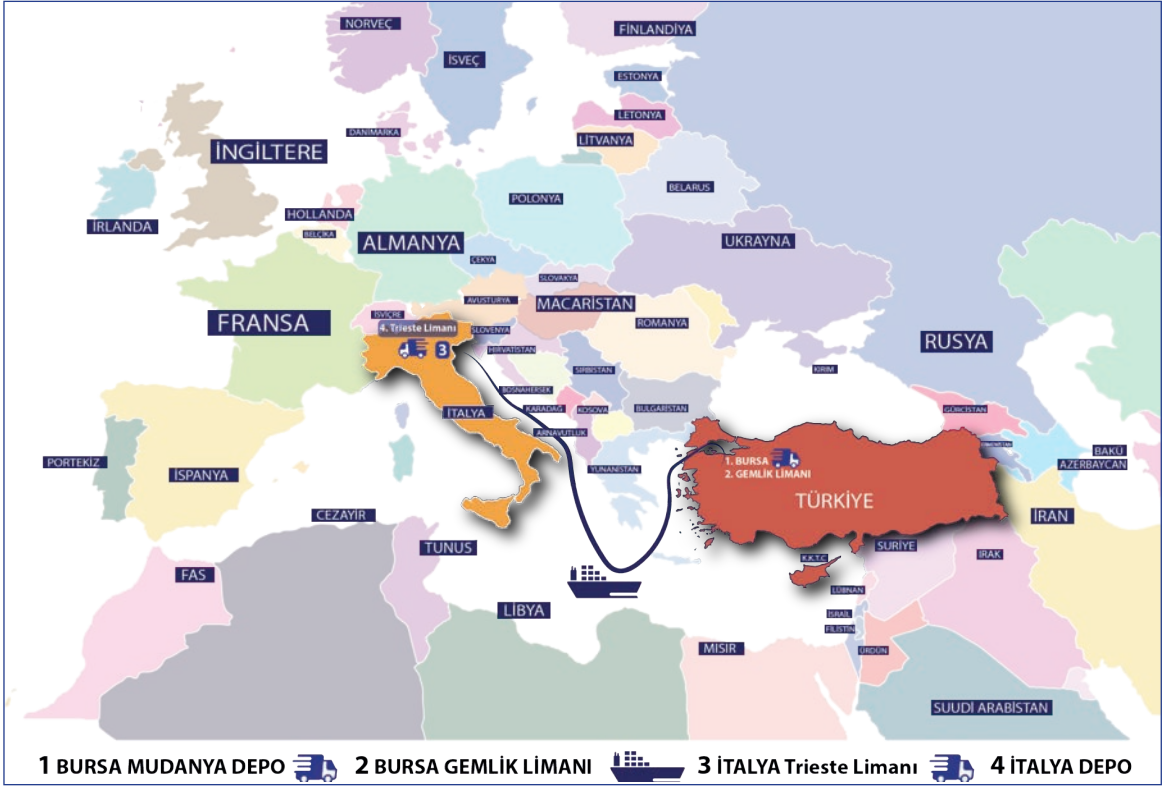 NORVEÇ
FİNLANDİYA
İSVEÇ
ESTONYA
LETONYA
DANİMARKA
LİTVANYA
İNGİLTERE
BELARUS
POLONYA
HOLLANDA
İRLANDA
BELÇİKA
ALMANYA
UKRAYNA
ÇEKYA
SLOVAKYA
AVUSTURYA
MACARİSTAN
İSVİÇRE
FRANSA
ROMANYA
4. Trieste Limanı
SLOVENYA
RUSYA
3
HIRVATİSTAN
KIRIM
SIRBİSTAN
BOSNAHERSEK
İTALYA
KARADAĞ
KOSOVA
BULGARİSTAN
GÜRCİSTAN
ARNAVUTLUK
BAKÜ
AZERBAYCAN
PORTEKİZ
İSPANYA
YUNANİSTAN
1. BURSA
2. GEMLİK LİMANI
TÜRKİYE
CEZAYİR
İRAN
TUNUS
SURİYE
IRAK
K.K.T.C
FAS
LÜBNAN
LİBYA
İSRAİL
FİLİSTİN
MISIR
ÜRDÜN
SUUDİ ARABİSTAN
1 BURSA MUDANYA DEPO 2 BURSA GEMLİK LİMANI 3 İTALYA Trieste Limanı 4 İTALYA DEPO